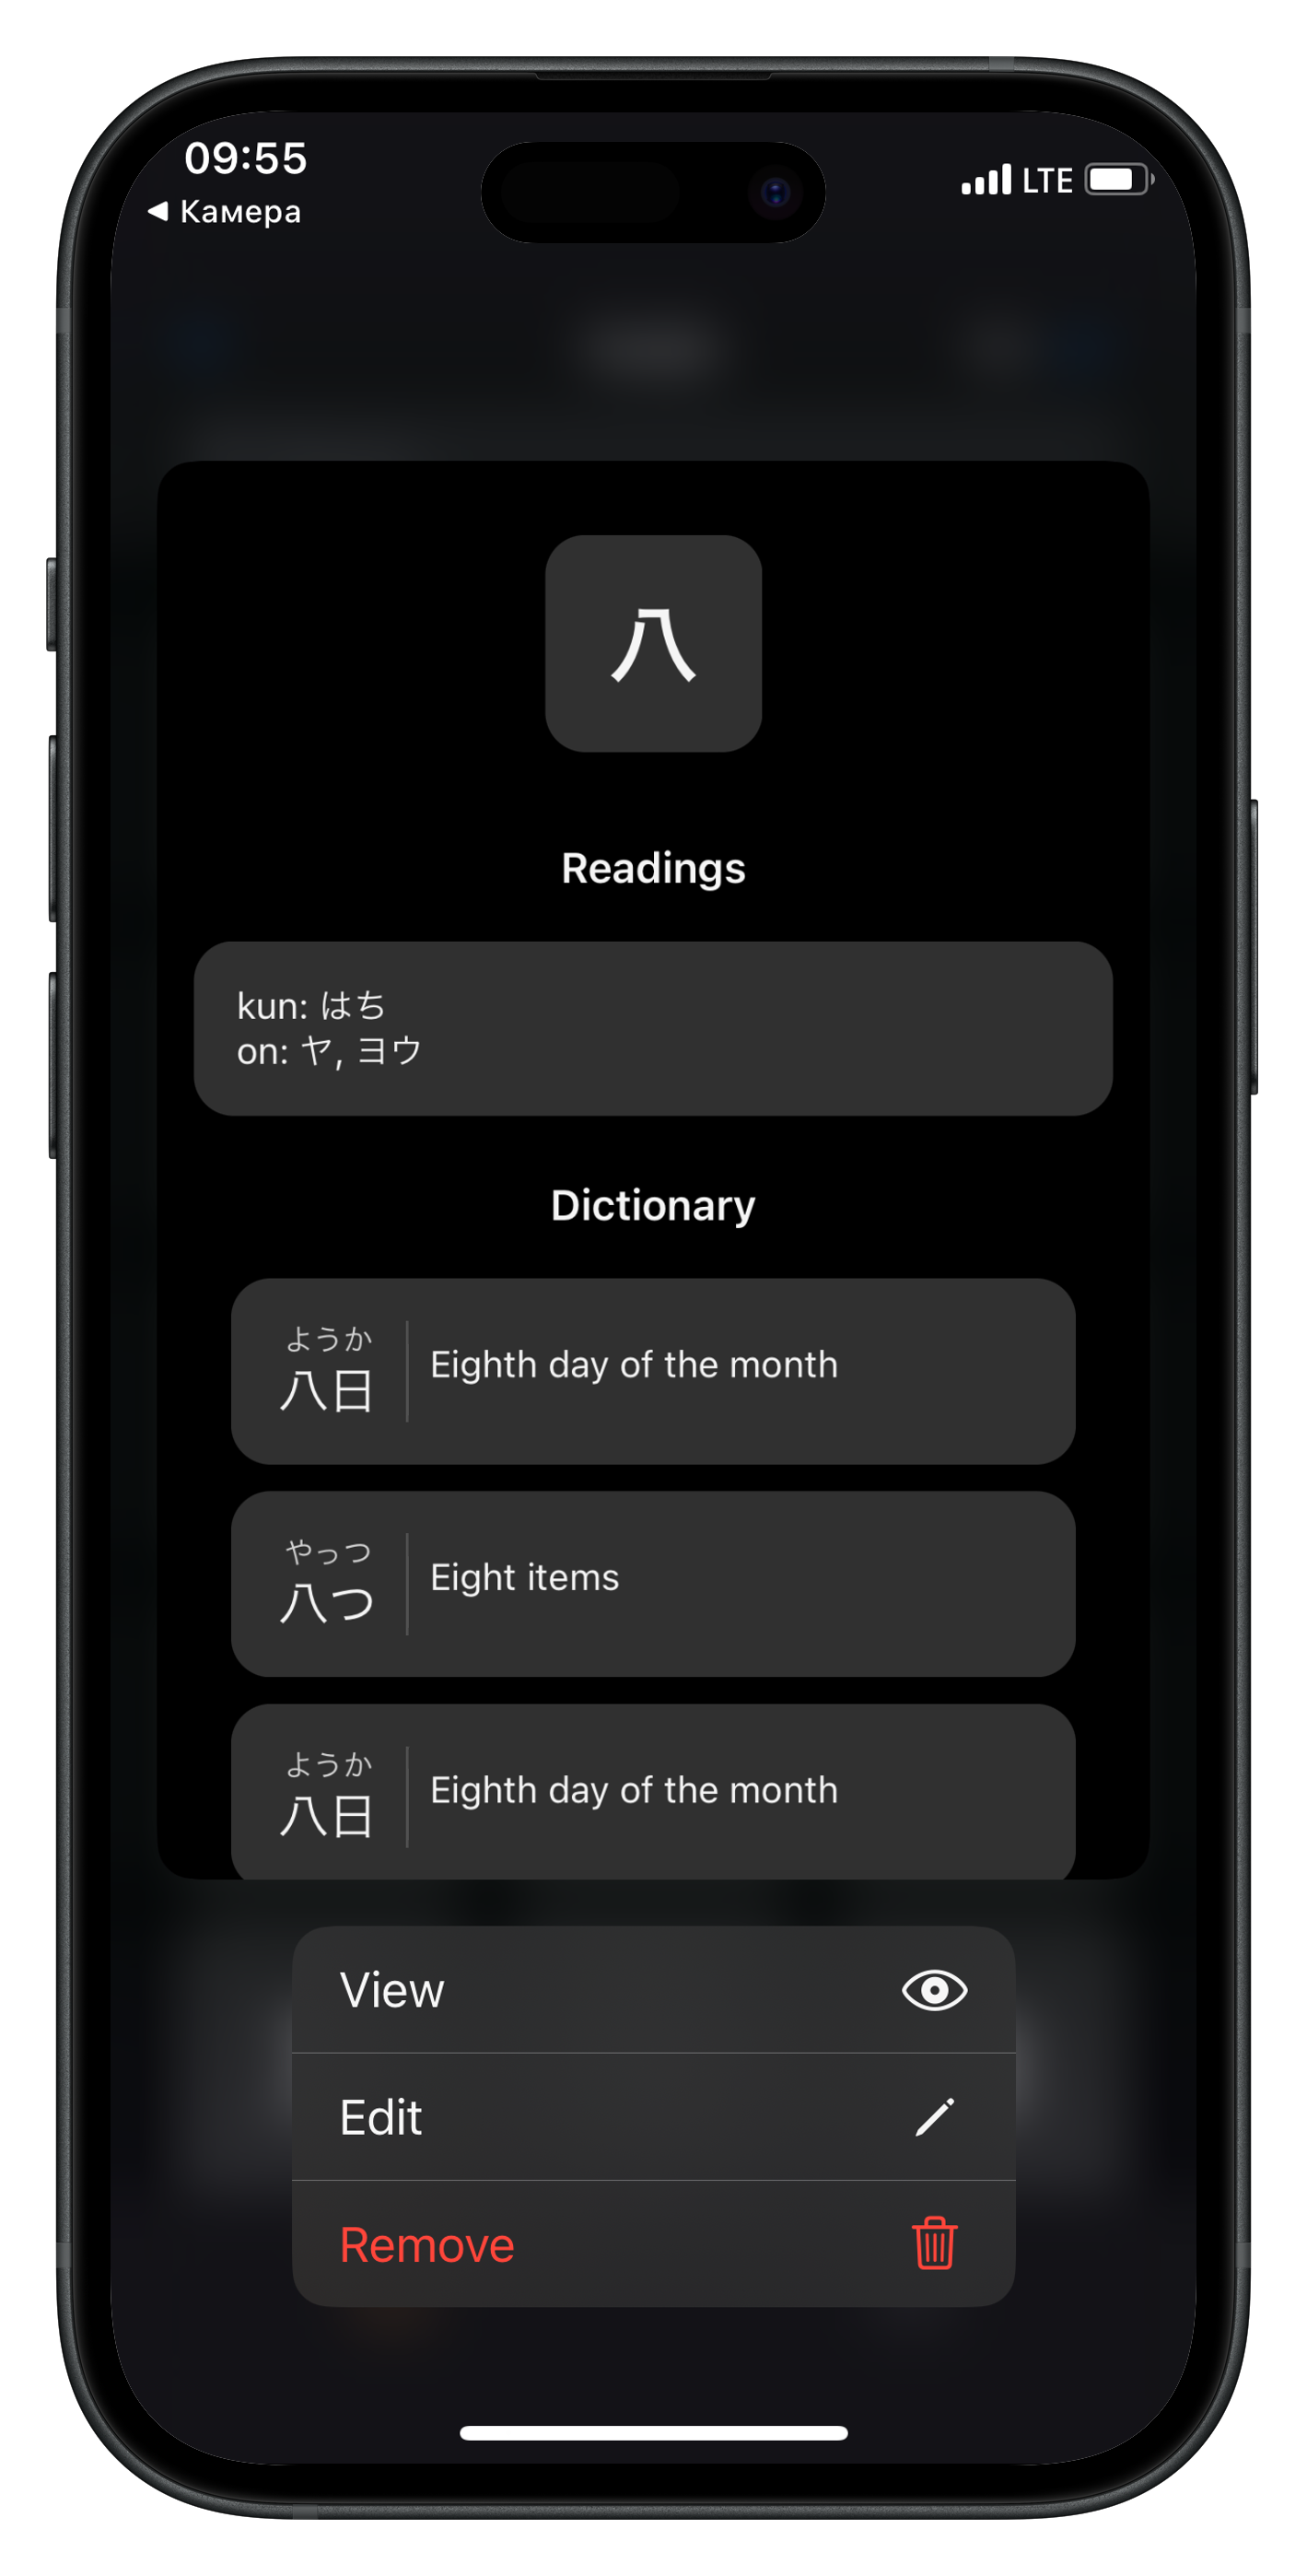 09:55
LTE
◀ Камера
八
Readings
kun: はち
on: ヤ, ヨウ
Dictionary
ようか
八日
Eighth day of the month
やっつ
八つ
Eight items
ようか
八日
Eighth day of the month
View
Edit
Remove